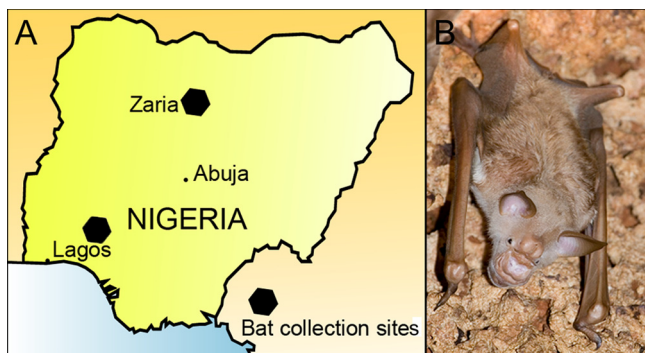 A
B
Zaria
Abuja
NIGERIA
Lagos
Bat collection sites